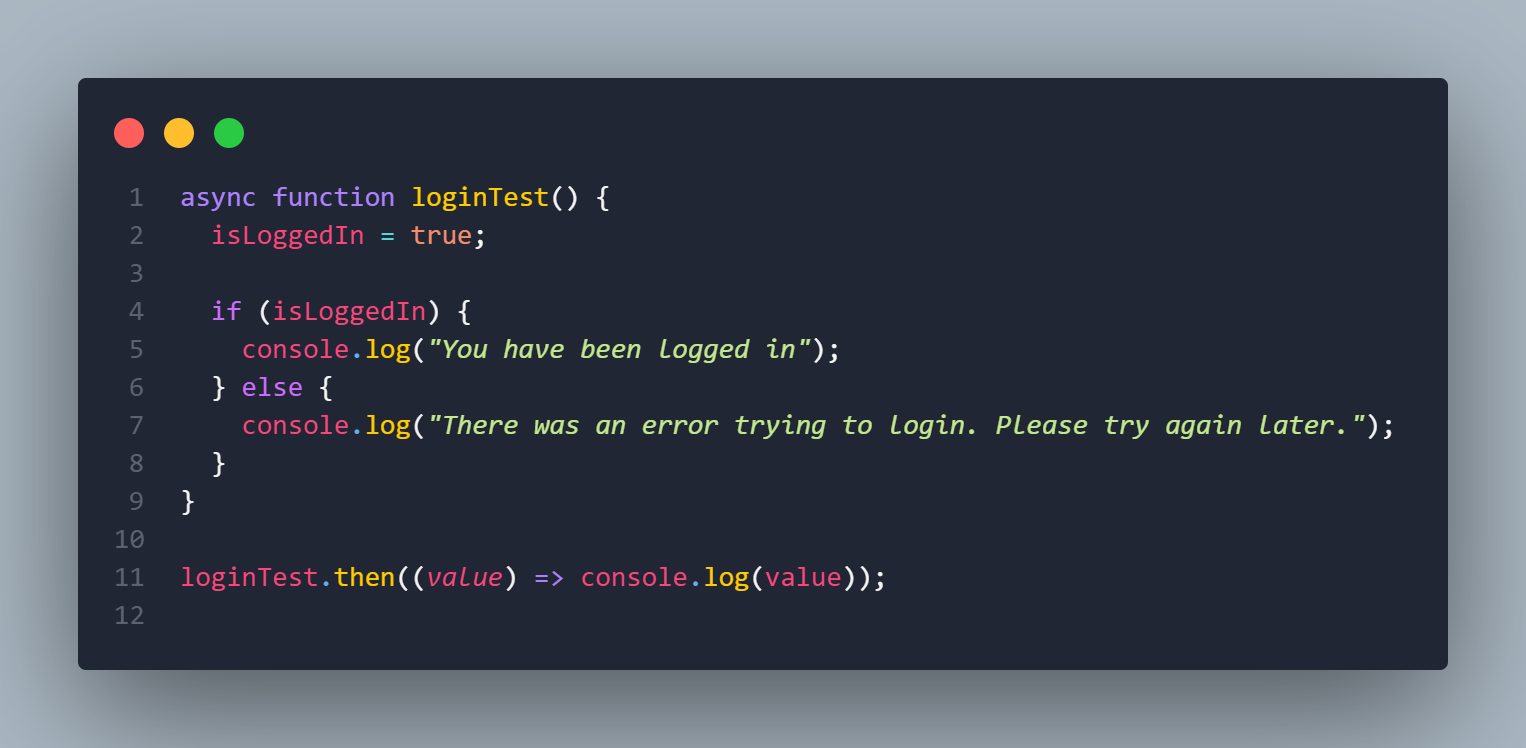 1 async function loginTest() {
2   isLoggedIn = true;
3
4   if (isLoggedIn) {
5     console.log("You have been logged in");
6   } else {
7     console.log("There was an error trying to login. Please try again later.");
8   }
9 }
10
11 loginTest.then((value) => console.log(value));
12